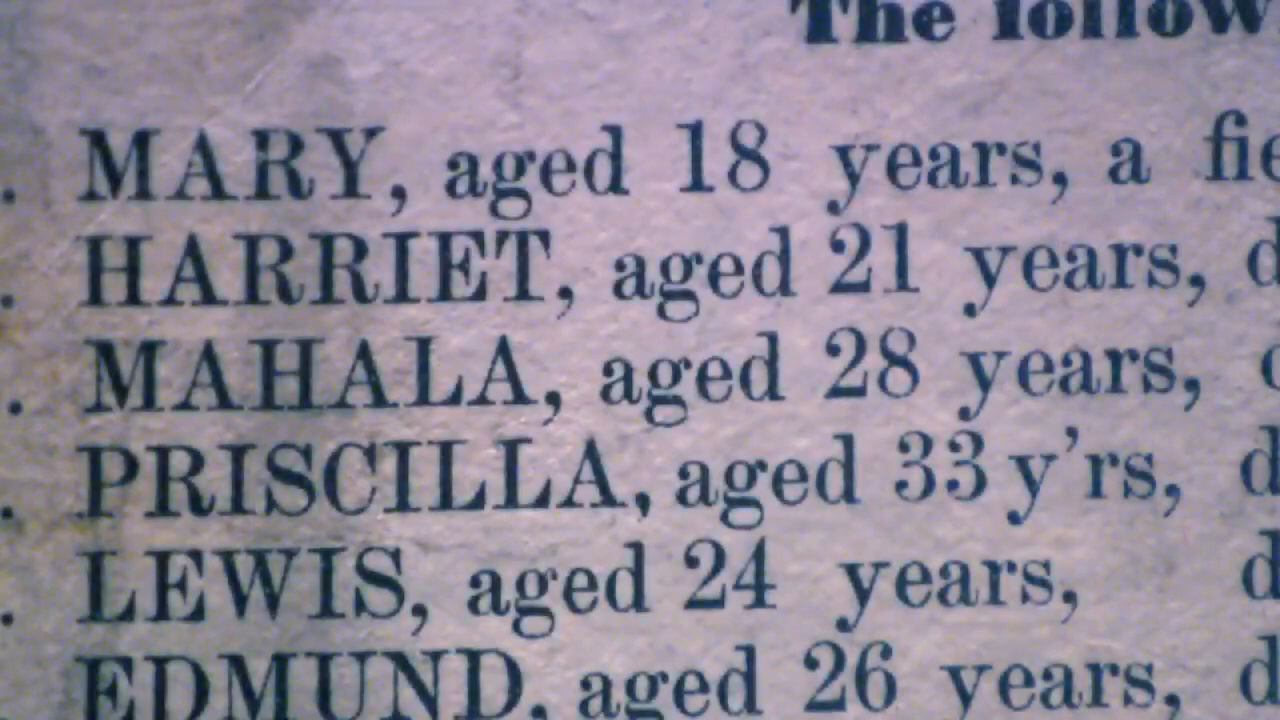 The follow
. MARY, aged 18 years, a fie
. HARRIET, aged 21 years, d
. MAHALA, aged 28 years,
. PRISCILLA, aged 33 y'rs, d
. LEWIS, aged 24 years, d
EDMUND, aged 26 years, d